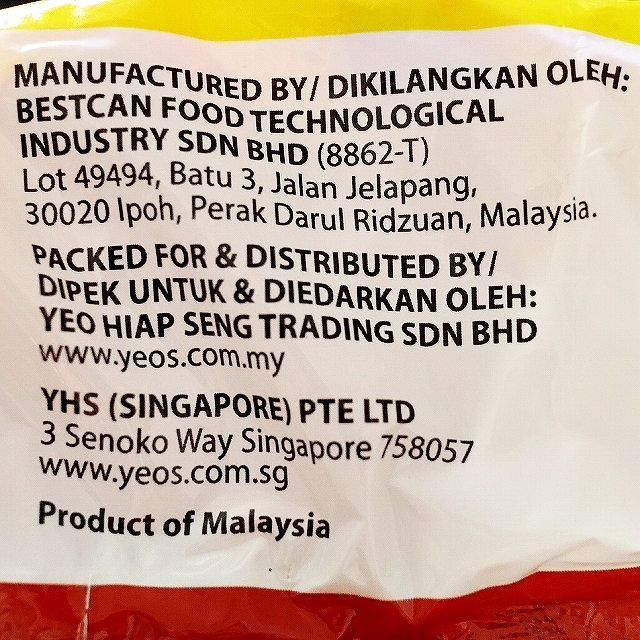 MANUFACTURED BY/ DIKILANGKAN OLEH:
BESTCAN FOOD TECHNOLOGICAL
INDUSTRY SDN BHD (8862-T)
Lot 49494, Batu 3, Jalan Jelapang,
30020 Ipoh, Perak Darul Ridzuan, Malaysia.
PACKED FOR & DISTRIBUTED BY/
DIPEK UNTUK & DIEDARKAN OLEH:
YEO HIAP SENG TRADING SDN BHD
www.yeos.com.my
YHS (SINGAPORE) PTE LTD
3 Senoko Way Singapore 758057
www.yeos.com.sg
Product of Malaysia